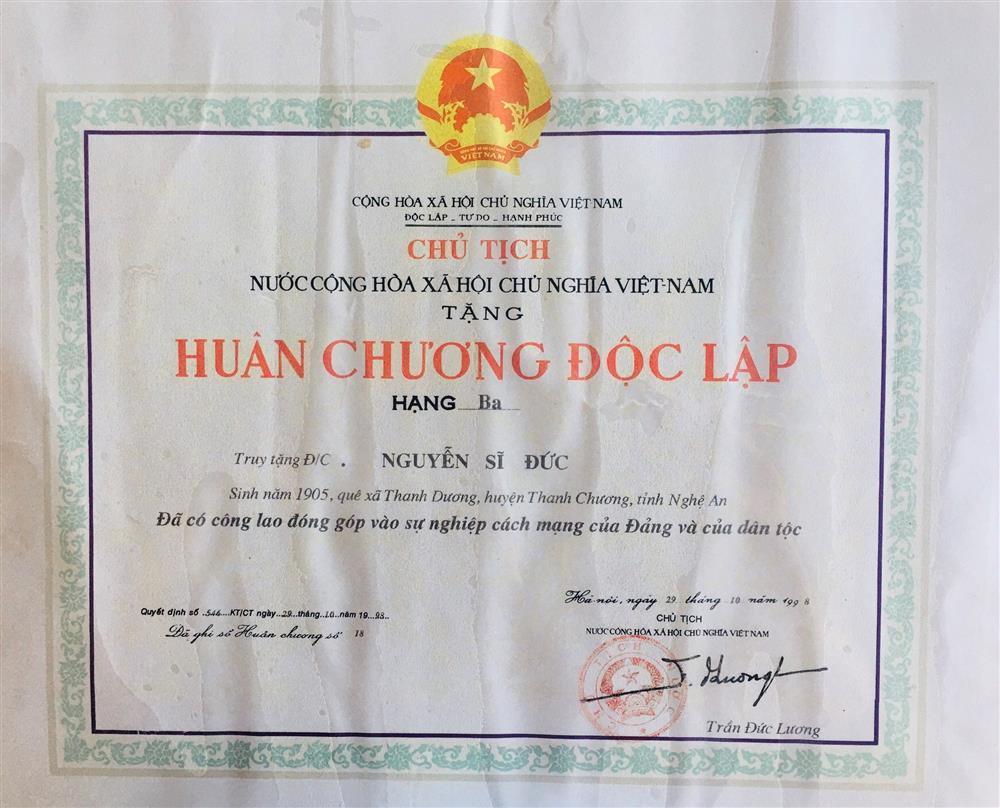 VIỆT NAM
CỘNG HÒA XÃ HỘI CHỦ NGHĨA VIỆT NAM
ĐỘC LẬP - TỰ DO - HẠNH PHÚC
CHỦ TỊCH
NƯỚC CỘNG HÒA XÃ HỘI CHỦ NGHĨA VIỆT-NAM
TẶNG
HUÂN CHƯƠNG ĐỘC LẬP
HẠNG Ba
Truy tặng Đ/C . NGUYỄN SĨ ĐỨC
Sinh năm 1905, quê xã Thanh Dương, huyện Thanh Chương, tỉnh Nghệ An
Đã có công lao đóng góp vào sự nghiệp cách mạng của Đảng và của dân tộc
Quyết định số ..546....KT/CT ngày..29...tháng..10..năm 19...98..
Đã ghi sổ Huân chương số 18
Hà-nội, ngày 29 tháng 10 năm 1998
CHỦ TỊCH
NƯỚC CỘNG HÒA XÃ HỘI CHỦ NGHĨA VIỆT NAM
Trần Đức Lương